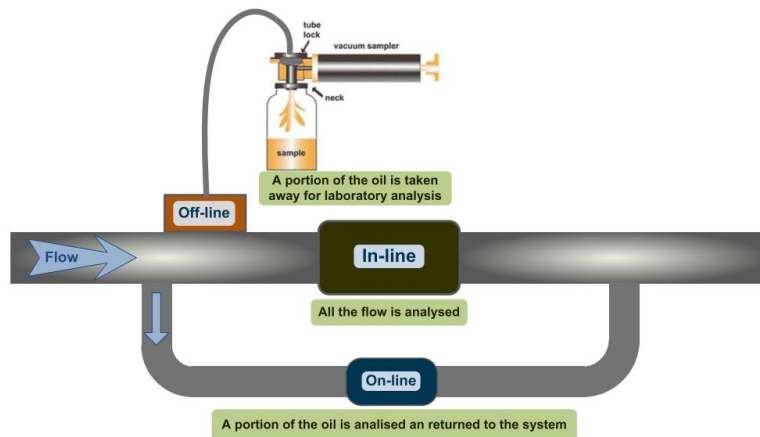 tube
lock
vacuum sampler
neck
sample
A portion of the oil is taken
away for laboratory analysis
Off-line
Flow
In-line
All the flow is analysed
On-line
A portion of the oil is analised an returned to the system